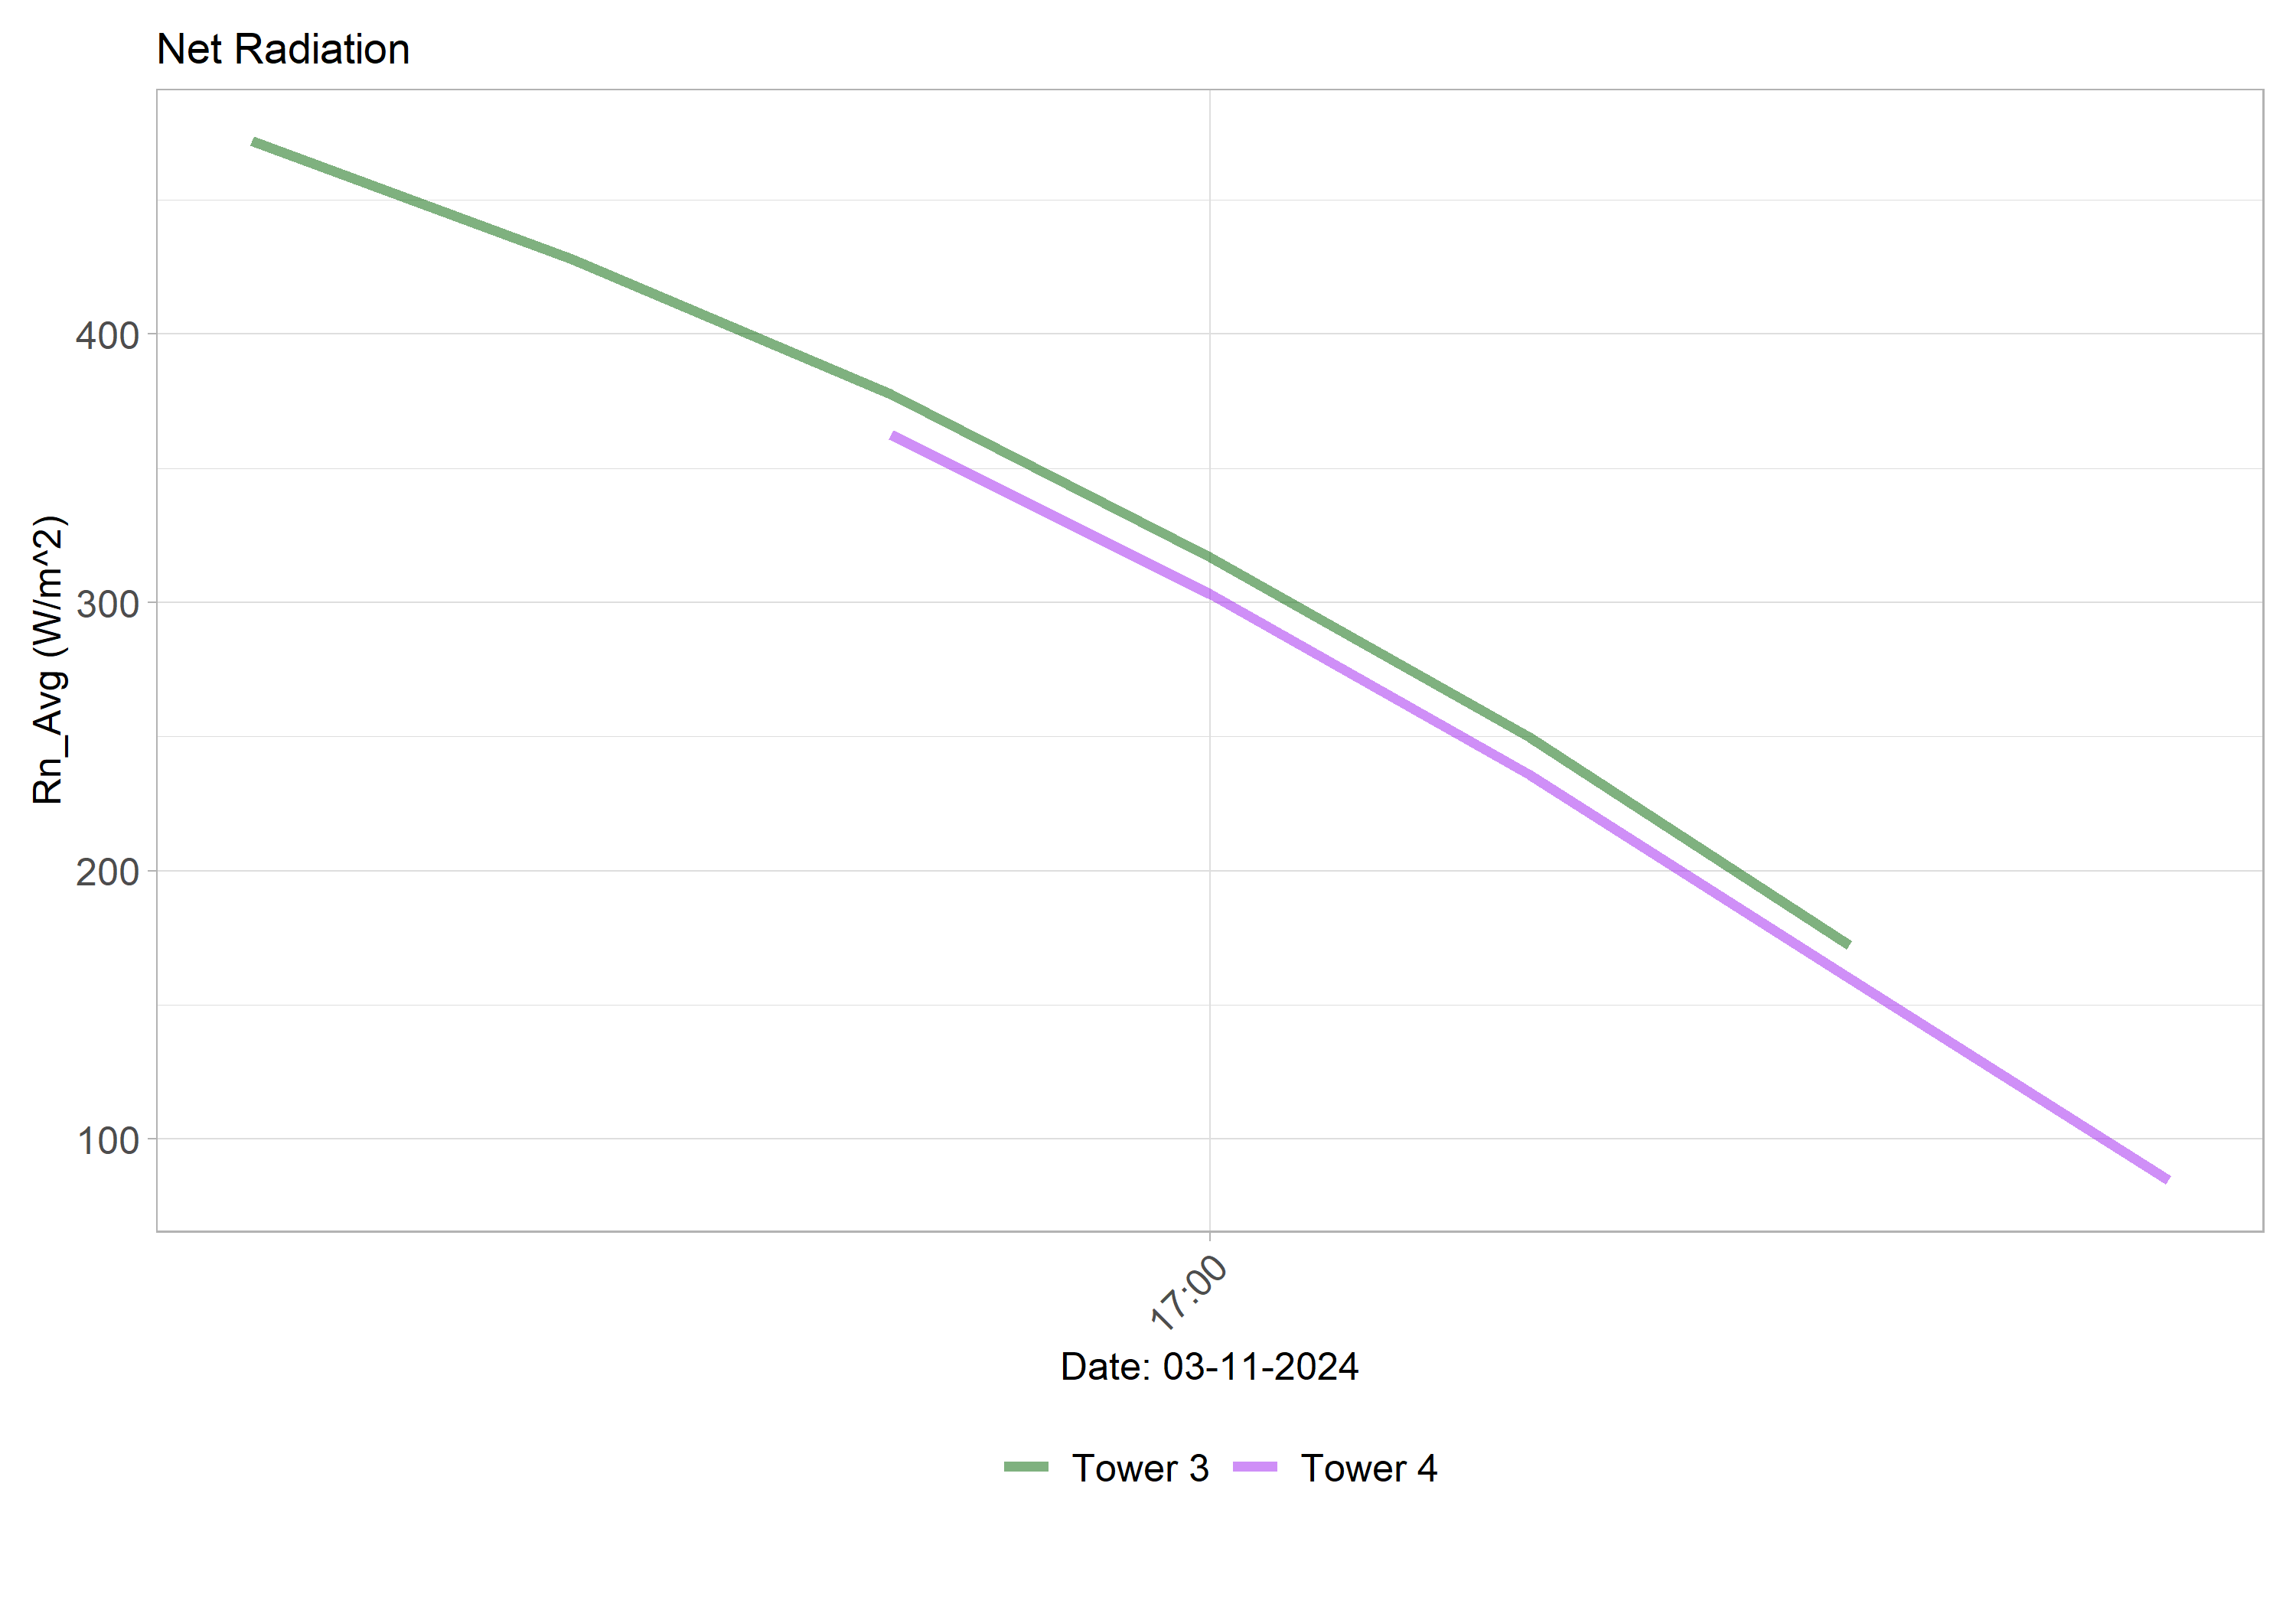 Net Radiation
Rn_Avg (W/m^2)
400
300
200
100
17:00
Date: 03-11-2024
Tower 3 Tower 4